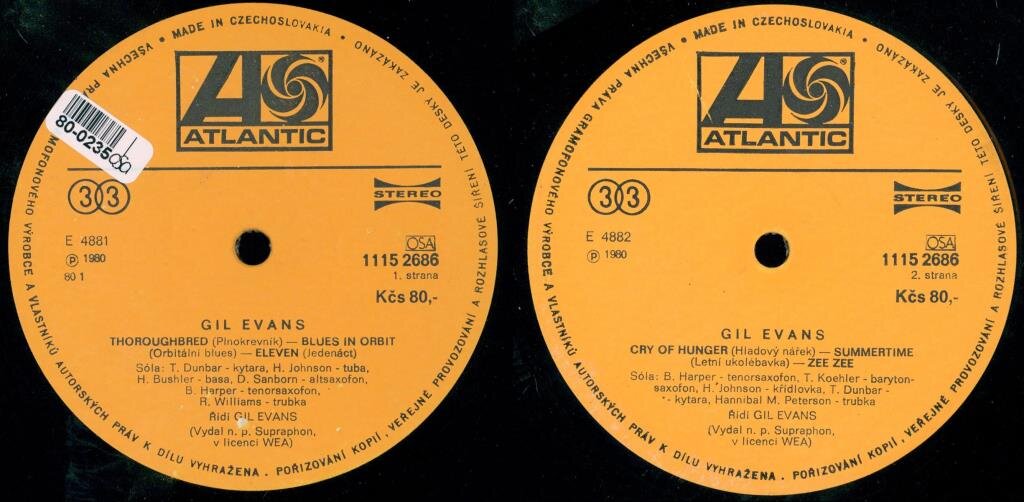 MADE IN CZECHOSLOVAKIA • VŠECHNA PRÁ
MOFONOVÉHO VÝROBCE A VLASTNÍKŮ AUTORSKÝCH PRÁV K DÍLU VYHRAŽENA . POŘIZOVÁNÍ KOPIÍ, VEŘEJNÉ PROVOZOVÁNÍ A ROZHLASOVÉ ŠÍŘENÍ TÉTO DESKY JE ZAKÁZÁNO •
80-0235
OSA
®
ATLANTIC
33
STEREO
E 4881
Ⓟ 1980
80 1
OSA
1115 2686
1. strana
Kčs 80,-
GIL EVANS
THOROUGHBRED (Plnokrevník) — BLUES IN ORBIT
(Orbitální blues) — ELEVEN (Jedenáct)
Sóla: T. Dunbar - kytara, H. Johnson - tuba,
H. Bushler - basa, D. Sanborn - altsaxofon,
B. Harper - tenorsaxofon,
R. Williams - trubka
Řídí GIL EVANS
(Vydal n. p. Supraphon,
v licenci WEA)
MADE IN CZECHOSLOVAKIA • VŠECHNA PRÁVA GRAMOFONOVÉHO VÝROBCE A VLASTNÍKŮ AUTORSKÝCH PRÁV K DÍLU VYHRAŽENA . POŘIZOVÁNÍ KOPIÍ, VEŘEJNÉ PROVOZOVÁNÍ A ROZHLASOVÉ ŠÍŘENÍ TÉTO DESKY JE ZAKÁZÁNO •
®
ATLANTIC
33
STEREO
E 4882
Ⓟ 1980
OSA
1115 2686
2. strana
Kčs 80,-
GIL EVANS
CRY OF HUNGER (Hladový nářek) — SUMMERTIME
(Letní ukolébavka) — ZEE ZEE
Sóla: B. Harper - tenorsaxofon, T. Koehler - baryton-
saxofon, H. Johnson - křídlovka, T. Dunbar -
- kytara, Hannibal M. Peterson - trubka
Řídí GIL EVANS
(Vydal n. p. Supraphon,
v licenci WEA)